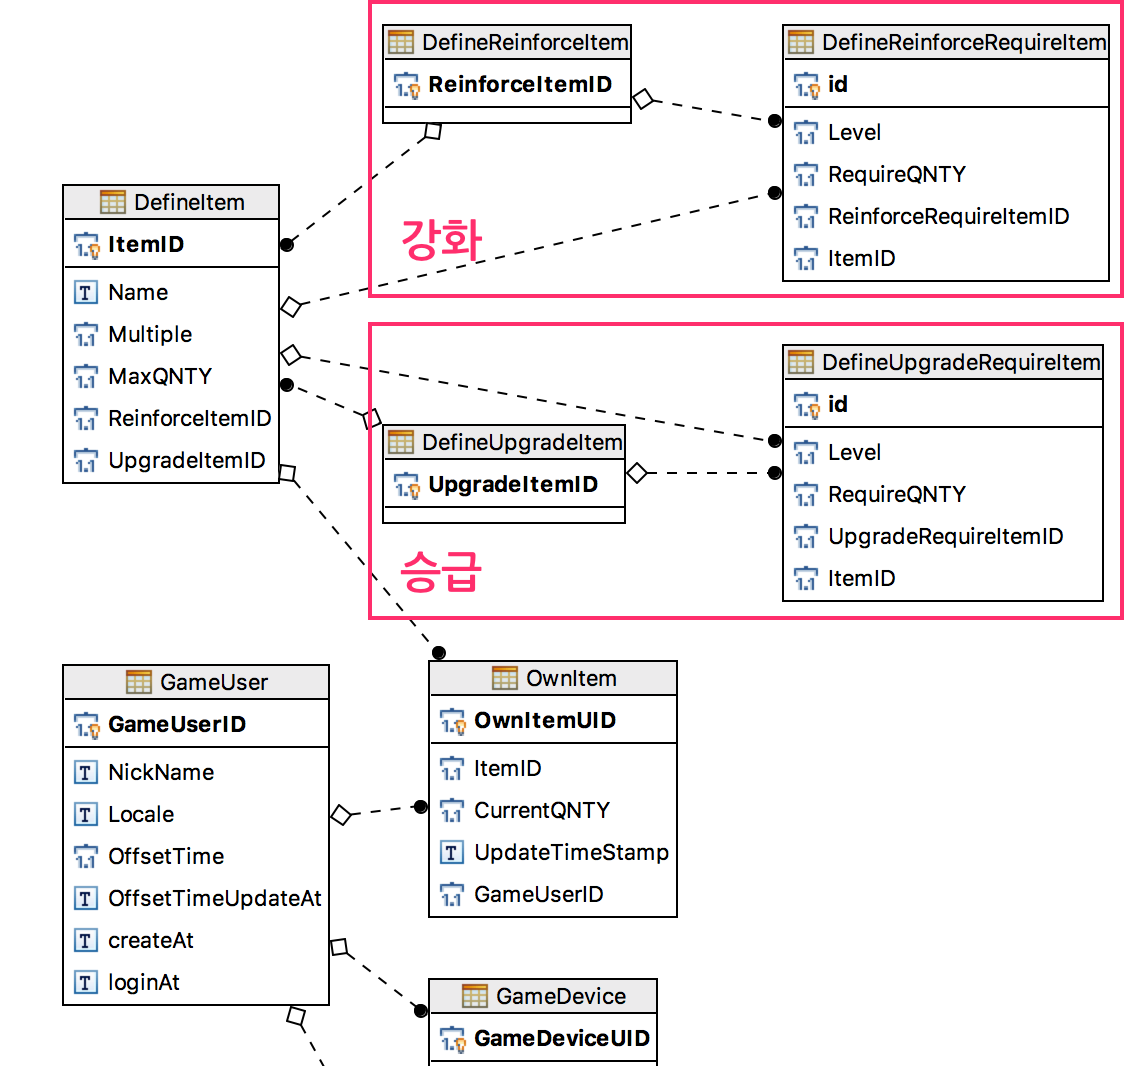 DefineReinforceItem
ReinforceItemID
DefineReinforceRequireItem
id
Level
RequireQNTY
ReinforceRequireItemID
ItemID
강화
DefineItem
ItemID
Name
Multiple
MaxQNTY
ReinforceItemID
UpgradeItemID
DefineUpgradeItem
UpgradeItemID
DefineUpgradeRequireItem
id
Level
RequireQNTY
UpgradeRequireItemID
ItemID
승급
GameUser
GameUserID
NickName
Locale
OffsetTime
OffsetTimeUpdateAt
createAt
loginAt
OwnItem
OwnItemUID
ItemID
CurrentQNTY
UpdateTimeStamp
GameUserID
GameDevice
GameDeviceUID